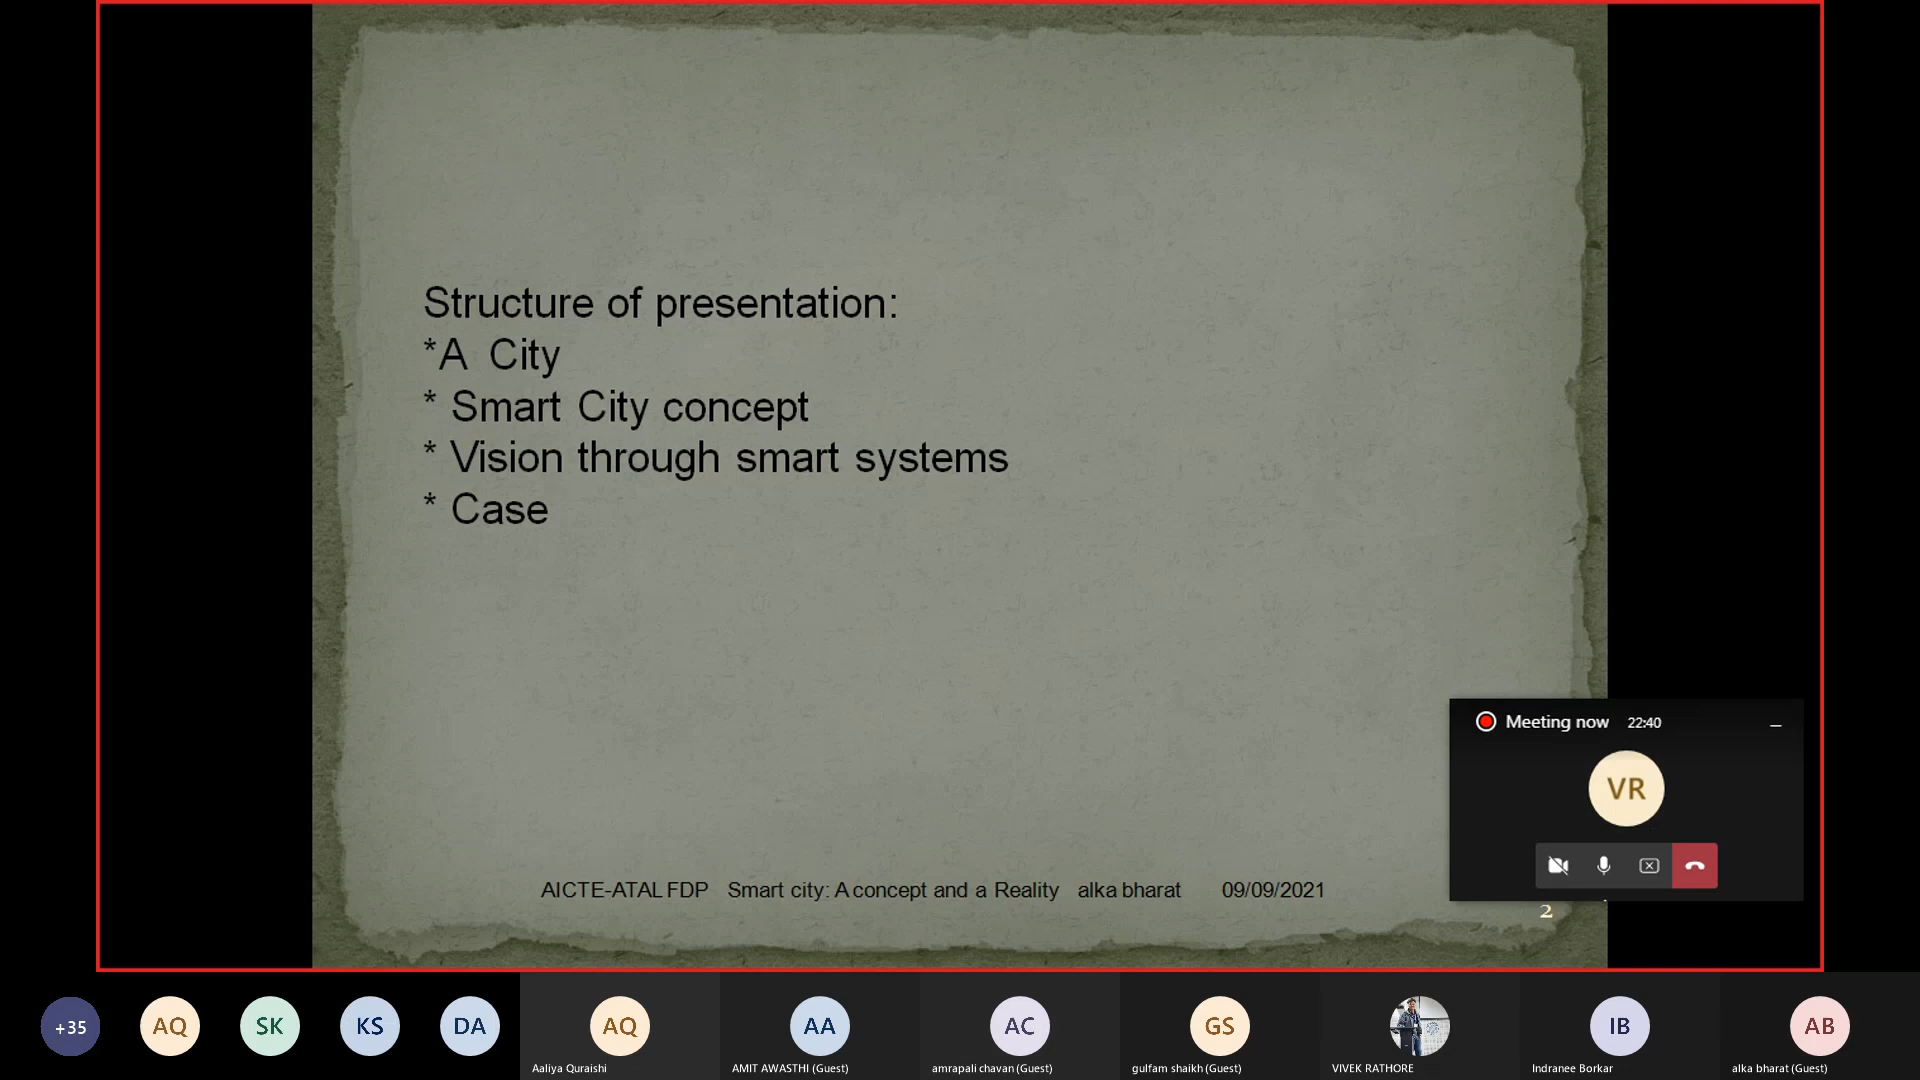 Structure of presentation:
*A City
* Smart City concept
* Vision through smart systems
* Case
Meeting now 22:40
VR
AICTE-ATAL FDP Smart city: A concept and a Reality alka bharat 09/09/2021
2
+35
AQ
SK
KS
DA
AQ
AA
AC
GS
IB
AB
Aaliya Quraishi
AMIT AWASTHI (Guest)
amrapali chavan (Guest)
gulfam shaikh (Guest)
VIVEK RATHORE
Indranee Borkar
alka bharat (Guest)